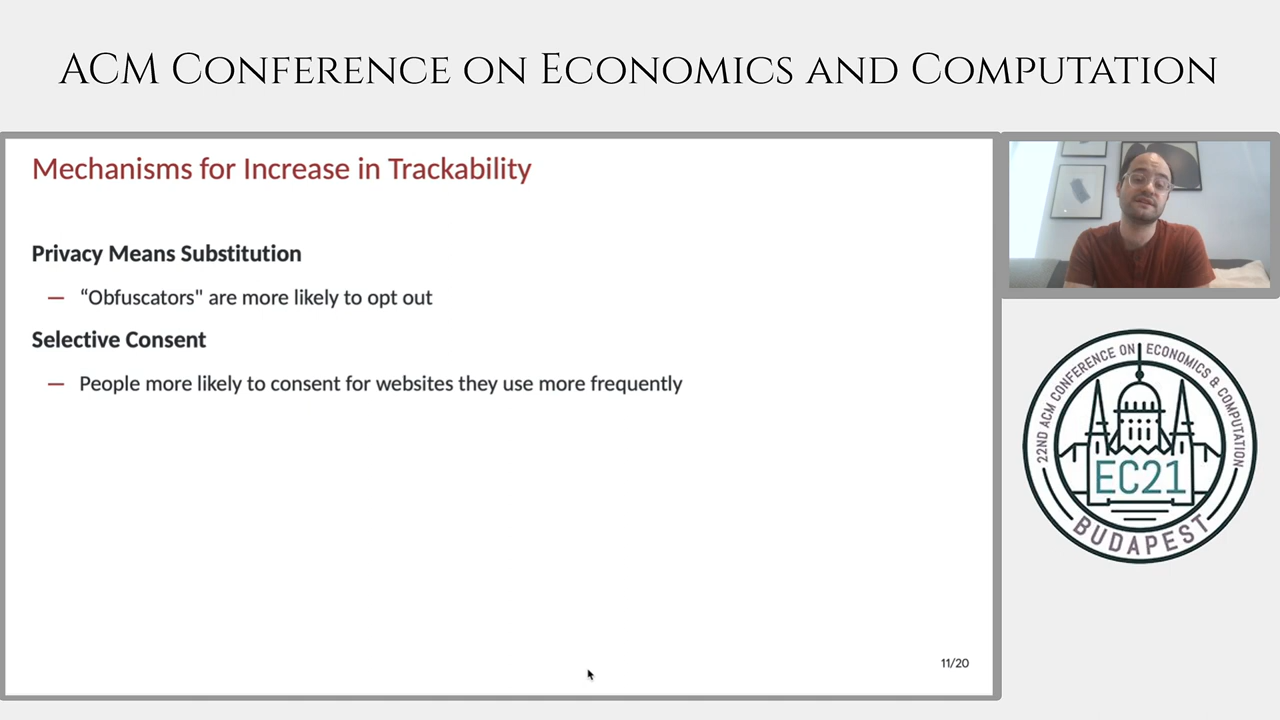 ACM Conference on Economics and Computation
Mechanisms for Increase in Trackability
Privacy Means Substitution
— “Obfuscators" are more likely to opt out
Selective Consent
— People more likely to consent for websites they use more frequently
11/20
22ND ACM CONFERENCE ON ECONOMICS & COMPUTATION
EC21
BUDAPEST